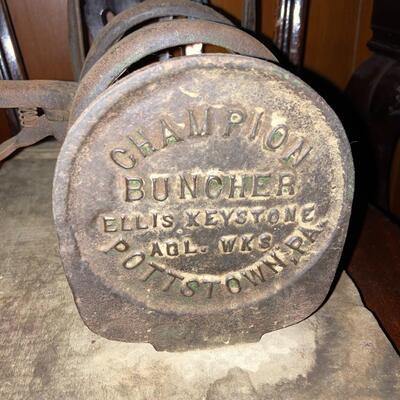 CHAMPION
BUNCHER
ELLIS KEYSTONE
AGL. WKS.
POTTSTOWN, PA.